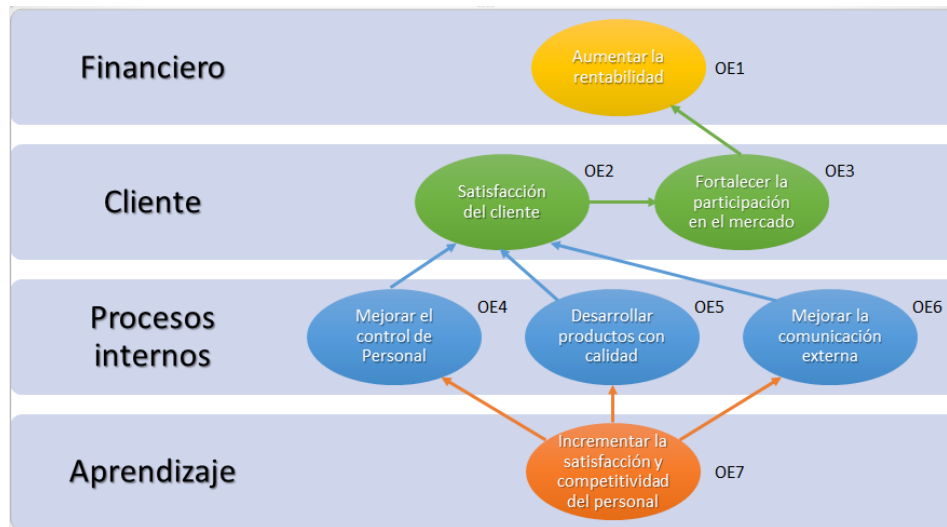 Financiero
Aumentar la
rentabilidad
OE1
Cliente
Satisfacción
del cliente
OE2
Fortalecer la
participación
en el mercado
OE3
Procesos
internos
Mejorar el
control de
Personal
OE4
Desarrollar
productos con
calidad
OE5
Mejorar la
comunicación
externa
OE6
Aprendizaje
Incrementar la
satisfacción y
competitividad
del personal
OE7